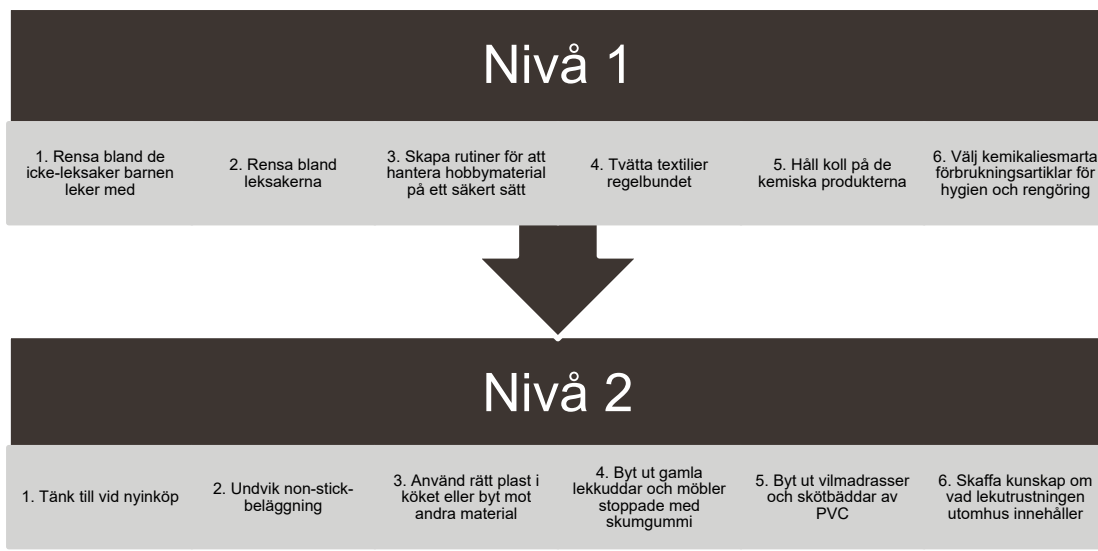 Nivå 1
1. Rensa bland de
icke-leksaker barnen
leker med
2. Rensa bland
leksakerna
3. Skapa rutiner för att
hantera hobbymaterial
på ett säkert sätt
4. Tvätta textilier
regelbundet
5. Håll koll på de
kemiska produkterna
6. Välj kemikaliesmarta
förbrukningsartiklar för
hygien och rengöring
Nivå 2
1. Tänk till vid nyinköp
2. Undvik non-stick-
beläggning
3. Använd rätt plast i
köket eller byt mot
andra material
4. Byt ut gamla
lekkuddar och möbler
stoppade med
skumgummi
5. Byt ut vilmadrasser
och skötbäddar av
PVC
6. Skaffa kunskap om
vad lekutrustningen
utomhus innehåller